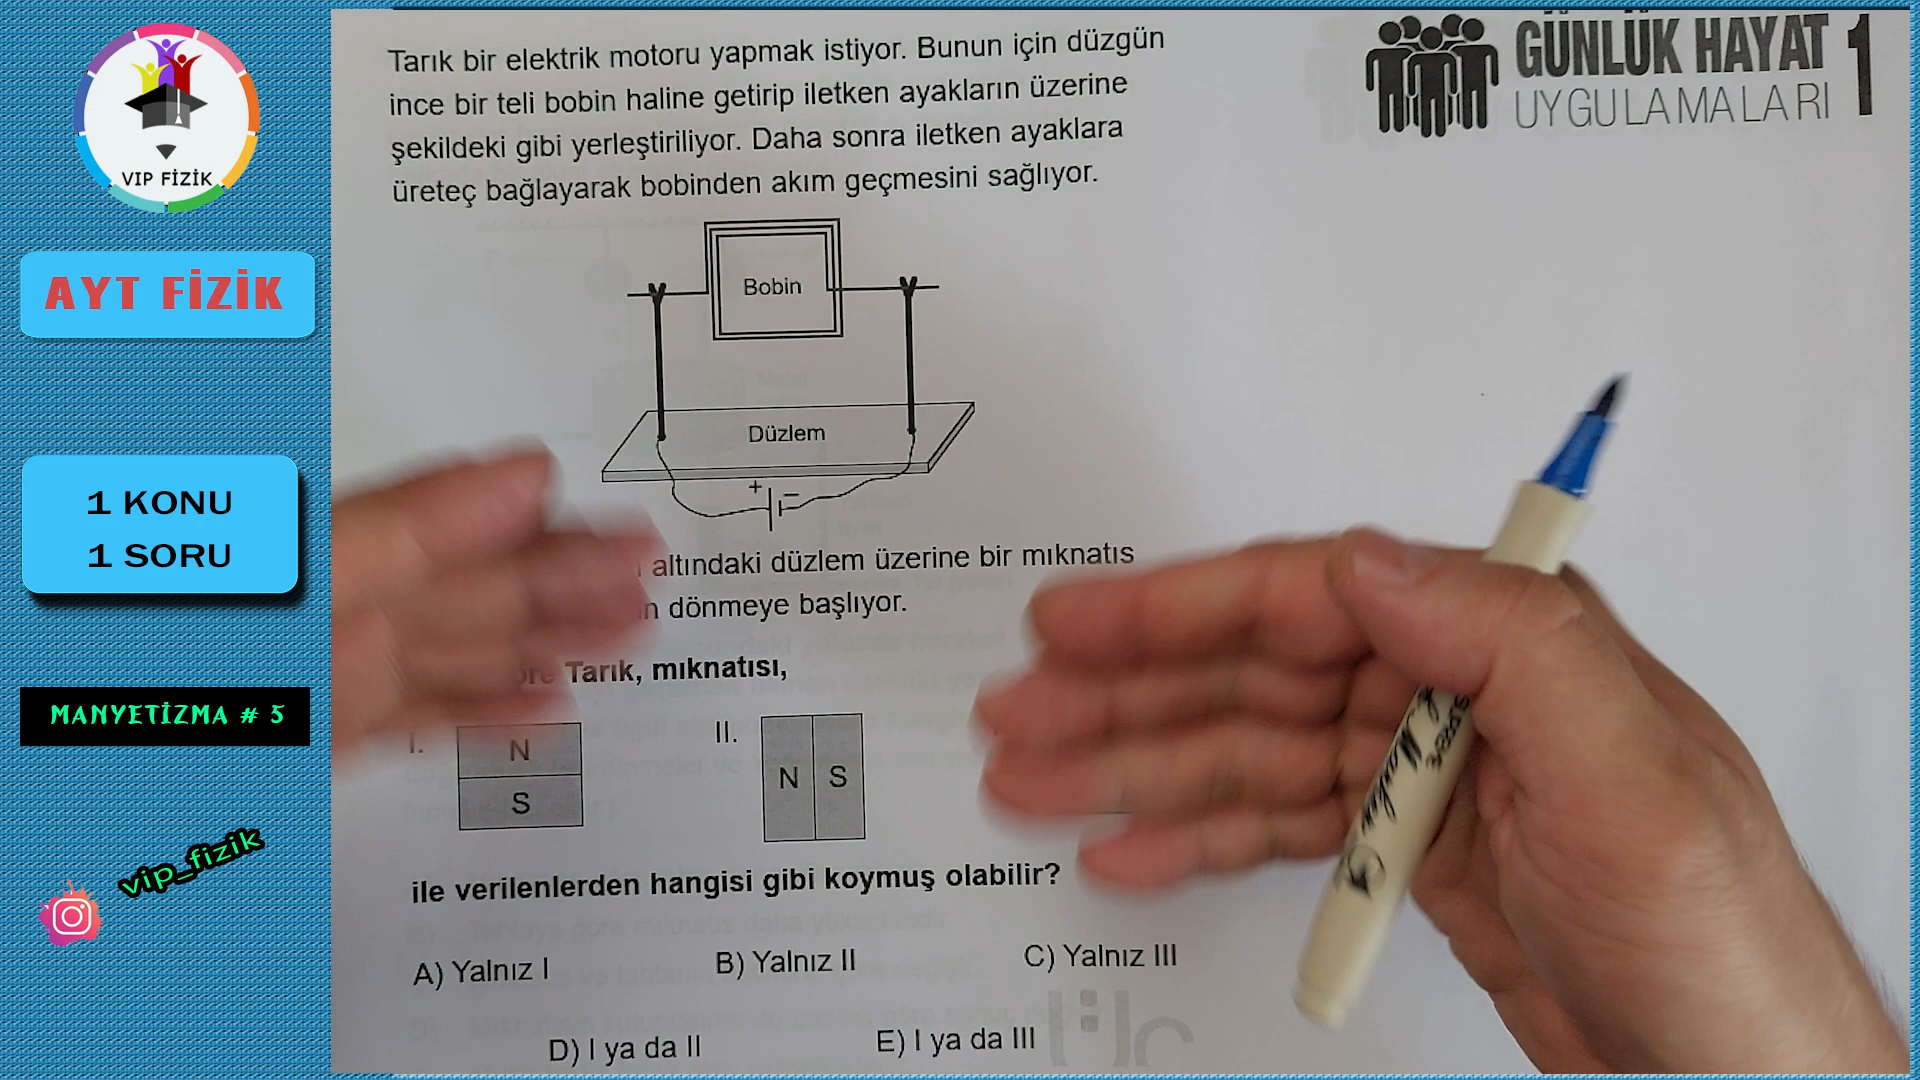 Tarık bir elektrik motoru yapmak istiyor. Bunun için düzgün
ince bir teli bobin haline getirip iletken ayakların üzerine
şekildeki gibi yerleştiriliyor. Daha sonra iletken ayaklara
üreteç bağlayarak bobinden akım geçmesini sağlıyor.
GÜNLÜK HAYAT 1
UYGULAMALARI
VIP FİZİK
AYT FİZİK
1 KONU
1 SORU
MANYETİZMA # 5
vip_fizik
Bobin
Düzlem
+ −
altındaki düzlem üzerine bir mıknatıs
dönmeye başlıyor.
Tarık, mıknatısı,
I.
N
S
II.
N S
ile verilenlerden hangisi gibi koymuş olabilir?
A) Yalnız I
B) Yalnız II
C) Yalnız III
D) I ya da II
E) I ya da III